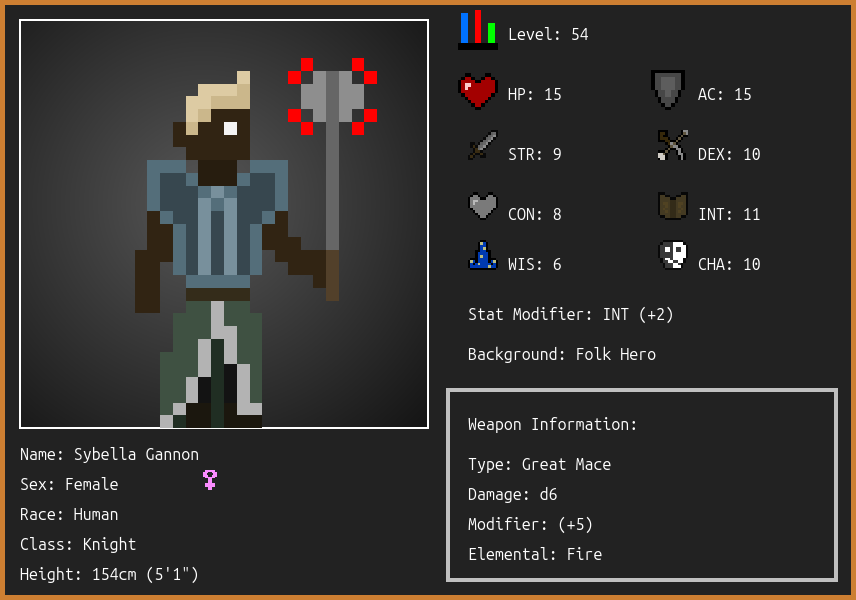 Level: 54
HP: 15
AC: 15
STR: 9
DEX: 10
CON: 8
INT: 11
WIS: 6
CHA: 10
Stat Modifier: INT (+2)
Background: Folk Hero
Weapon Information:
Type: Great Mace
Damage: d6
Modifier: (+5)
Elemental: Fire
Name: Sybella Gannon
Sex: Female
Race: Human
Class: Knight
Height: 154cm (5'1")